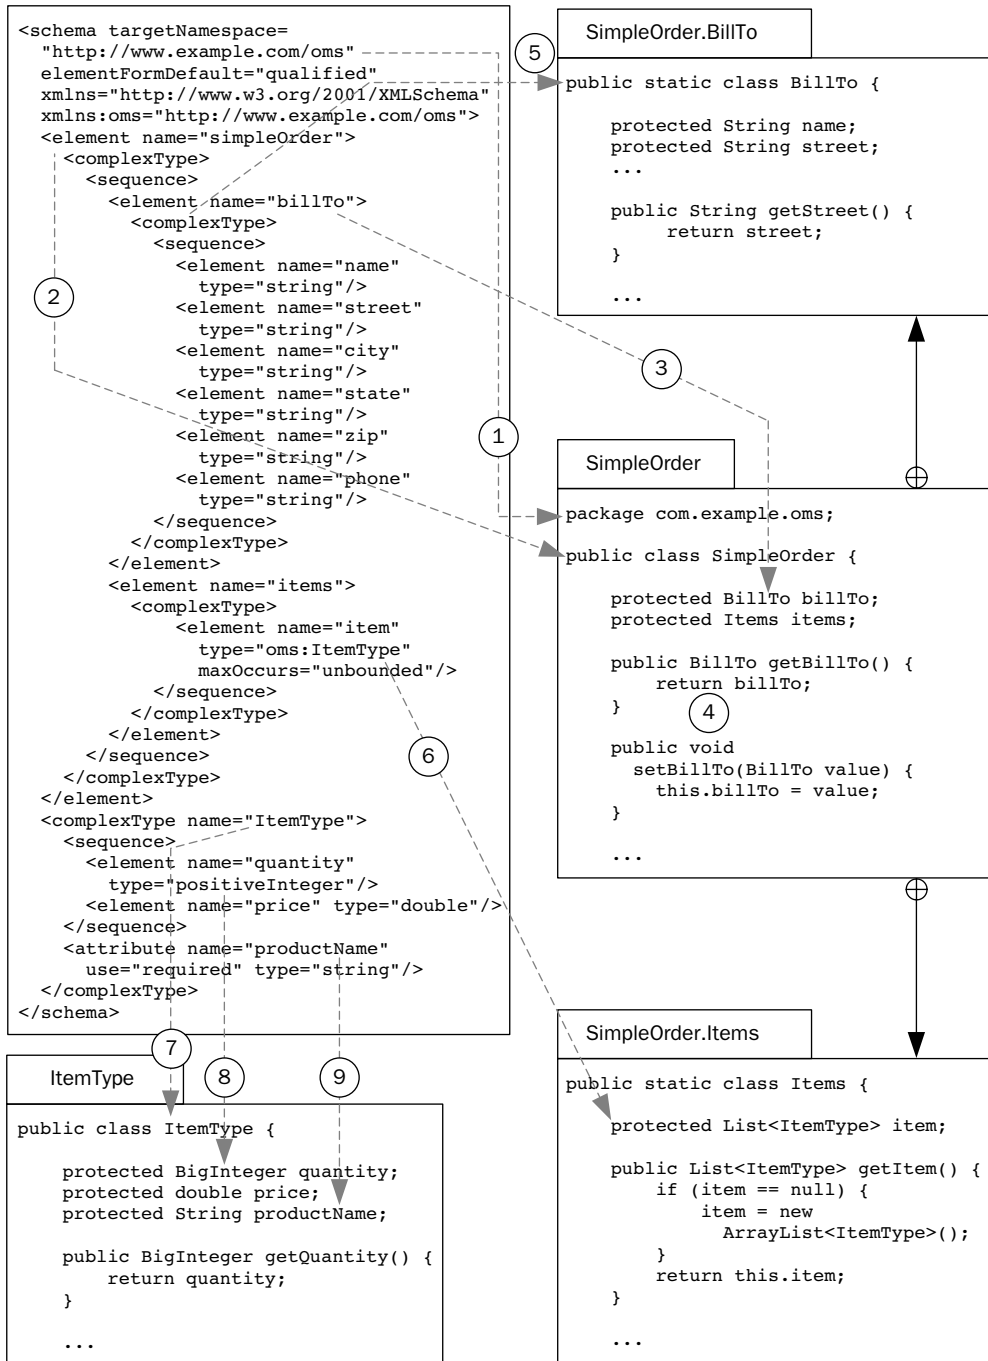 <schema targetNamespace=
"http://www.example.com/oms"
elementFormDefault="qualified"
xmlns="http://www.w3.org/2001/XMLSchema"
xmlns:oms="http://www.example.com/oms">
<element name="simpleOrder">
<complexType>
<sequence>
<element name="billTo">
<complexType>
<sequence>
<element name="name"
type="string"/>
<element name="street"
type="string"/>
<element name="city"
type="string"/>
<element name="state"
type="string"/>
<element name="zip"
type="string"/>
<element name="phone"
type="string"/>
</sequence>
</complexType>
</element>
<element name="items">
<complexType>
<element name="item"
type="oms:ItemType"
maxOccurs="unbounded"/>
</sequence>
</complexType>
</element>
</sequence>
</complexType>
</element>
<complexType name="ItemType">
<sequence>
<element name="quantity"
type="positiveInteger"/>
<element name="price" type="double"/>
</sequence>
<attribute name="productName"
use="required" type="string"/>
</complexType>
</schema>
1
2
3
4
5
6
7
8
9
SimpleOrder.BillTo
public static class BillTo {
protected String name;
protected String street;
...
public String getStreet() {
return street;
}
...
SimpleOrder
package com.example.oms;
public class SimpleOrder {
protected BillTo billTo;
protected Items items;
public BillTo getBillTo() {
return billTo;
}
public void
setBillTo(BillTo value) {
this.billTo = value;
}
...
SimpleOrder.Items
public static class Items {
protected List<ItemType> item;
public List<ItemType> getItem() {
if (item == null) {
item = new
ArrayList<ItemType>();
}
return this.item;
}
...
ItemType
public class ItemType {
protected BigInteger quantity;
protected double price;
protected String productName;
public BigInteger getQuantity() {
return quantity;
}
...